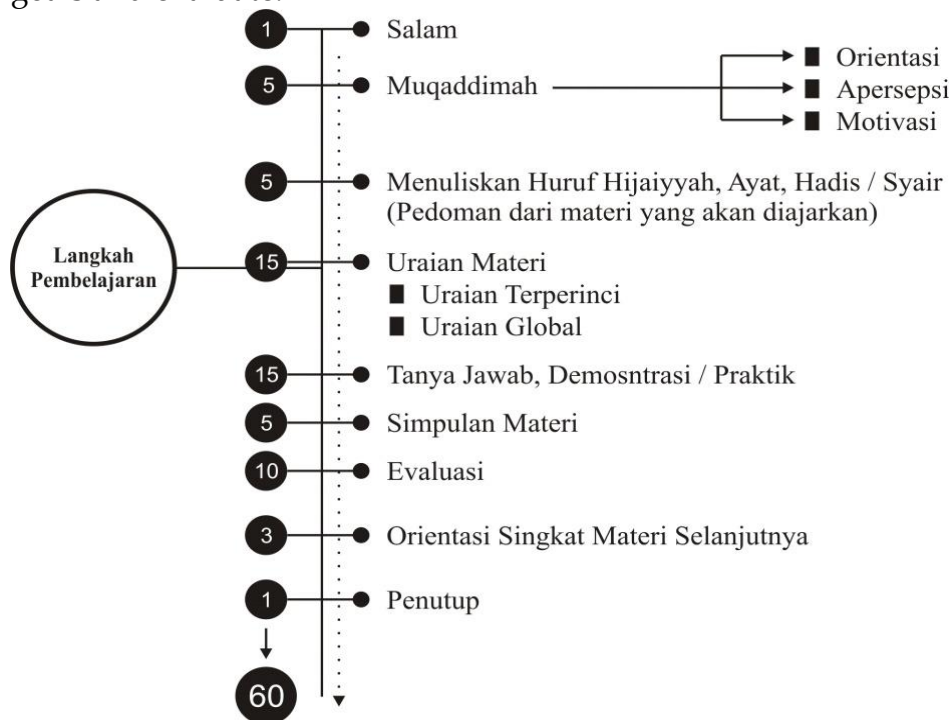 1 Salam
5 Muqaddimah
Orientasi
Apersepsi
Motivasi
5 Menuliskan Huruf Hijaiyyah, Ayat, Hadis / Syair
(Pedoman dari materi yang akan diajarkan)
Langkah
Pembelajaran
15 Uraian Materi
Uraian Terperinci
Uraian Global
15 Tanya Jawab, Demosntrasi / Praktik
5 Simpulan Materi
10 Evaluasi
3 Orientasi Singkat Materi Selanjutnya
1 Penutup
60